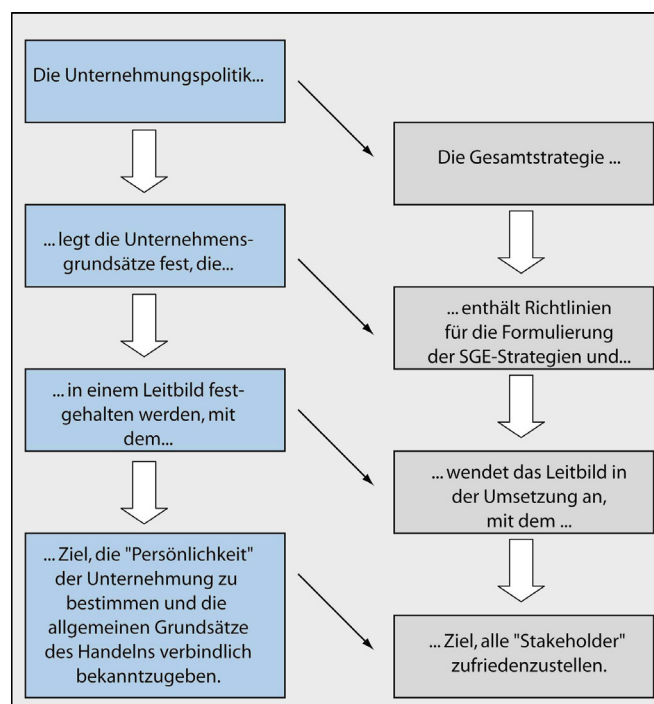 Die Unternehmungspolitik...
... legt die Unternehmens-
grundsätze fest, die...
... in einem Leitbild fest-
gehalten werden, mit
dem...
... Ziel, die "Persönlichkeit"
der Unternehmung zu
bestimmen und die
allgemeinen Grundsätze
des Handelns verbindlich
bekanntzugeben.
Die Gesamtstrategie ...
... enthält Richtlinien
für die Formulierung
der SGE-Strategien und...
... wendet das Leitbild in
der Umsetzung an,
mit dem ...
... Ziel, alle "Stakeholder"
zufriedenzustellen.